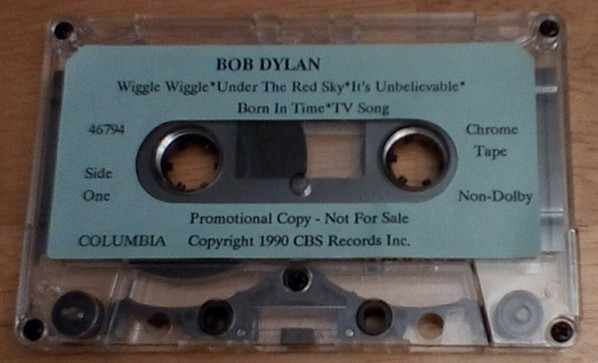 BOB DYLAN
Wiggle Wiggle*Under The Red Sky*It's Unbelievable*
Born In Time*TV Song
46794
Chrome
Tape
Side
One
Non-Dolby
Promotional Copy - Not For Sale
COLUMBIA Copyright 1990 CBS Records Inc.